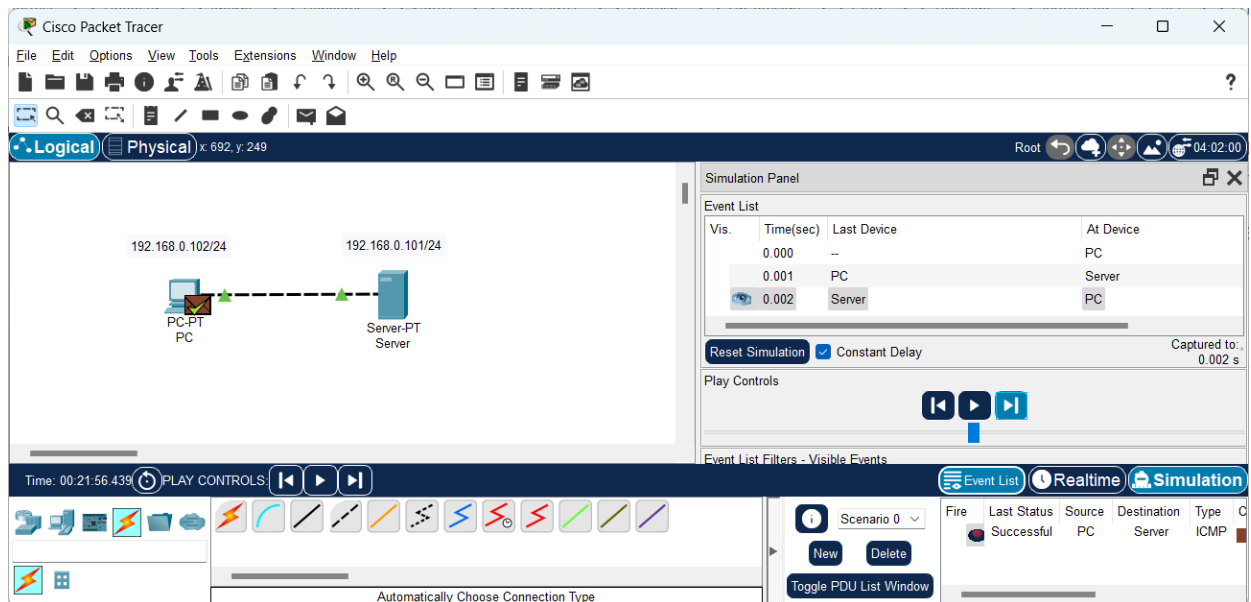 Cisco Packet Tracer
File Edit Options View Tools Extensions Window Help
?
Logical Physical x: 692, y: 249 Root 04:02:00
Simulation Panel
Event List
Vis. Time(sec) Last Device At Device
0.000 -- PC
0.001 PC Server
0.002 Server PC
192.168.0.102/24 192.168.0.101/24
PC-PT
PC
Server-PT
Server
Reset Simulation Constant Delay Captured to:
0.002 s
Play Controls
Event List Filters - Visible Events
Time: 00:21:56.439 PLAY CONTROLS: Event List Realtime Simulation
Scenario 0
New Delete
Toggle PDU List Window
Fire Last Status Source Destination Type C
Successful PC Server ICMP
Automatically Choose Connection Type